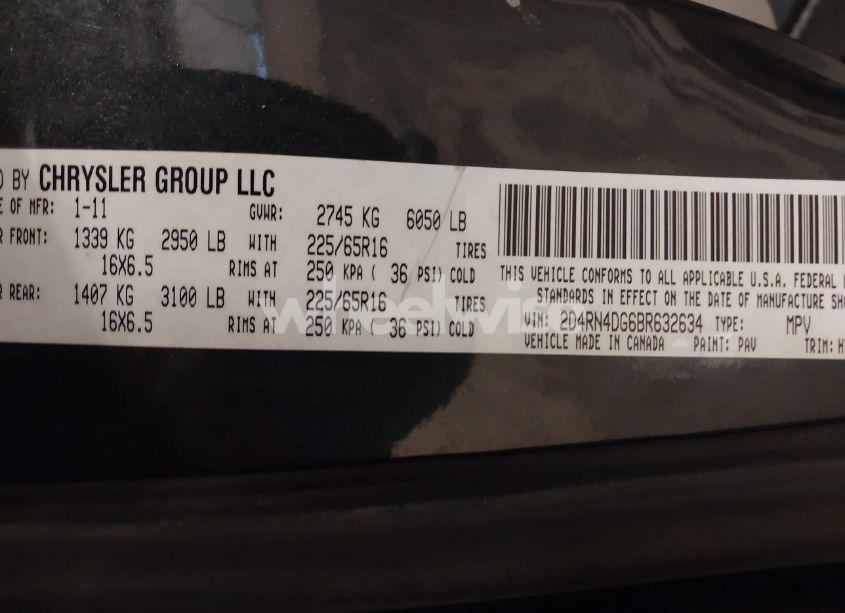 ) BY CHRYSLER GROUP LLC
E OF MFR: 1-11 GVWR: 2745 KG 6050 LB
R FRONT: 1339 KG 2950 LB WITH 225/65R16 TIRES
16X6.5 RIMS AT 250 KPA ( 36 PSI) COLD
R REAR: 1407 KG 3100 LB WITH 225/65R16 TIRES
16X6.5 RIMS AT 250 KPA ( 36 PSI) COLD
THIS VEHICLE CONFORMS TO ALL APPLICABLE U.S.A. FEDERAL
STANDARDS IN EFFECT ON THE DATE OF MANUFACTURE SHO
VIN: 2D4RN4DG6BR632634 TYPE: MPV
VEHICLE MADE IN CANADA PAINT: PAV TRIM: H
wheelwise